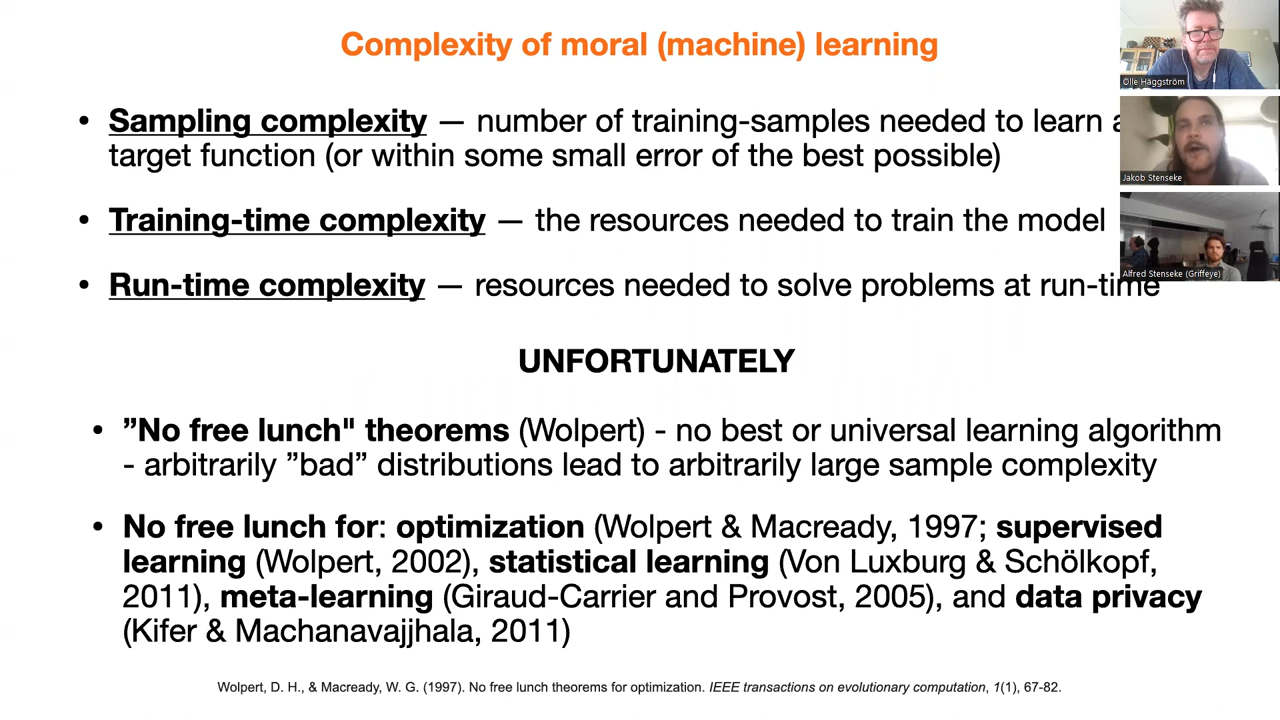 Complexity of moral (machine) learning
• Sampling complexity — number of training-samples needed to learn a
target function (or within some small error of the best possible)
• Training-time complexity — the resources needed to train the model
• Run-time complexity — resources needed to solve problems at run-time
UNFORTUNATELY
• ”No free lunch" theorems (Wolpert) - no best or universal learning algorithm
- arbitrarily ”bad” distributions lead to arbitrarily large sample complexity
• No free lunch for: optimization (Wolpert & Macready, 1997; supervised
learning (Wolpert, 2002), statistical learning (Von Luxburg & Schölkopf,
2011), meta-learning (Giraud-Carrier and Provost, 2005), and data privacy
(Kifer & Machanavajjhala, 2011)
Wolpert, D. H., & Macready, W. G. (1997). No free lunch theorems for optimization. IEEE transactions on evolutionary computation, 1(1), 67-82.
Olle Häggström
Jakob Stenseke
Alfred Stenseke (Griffeye)